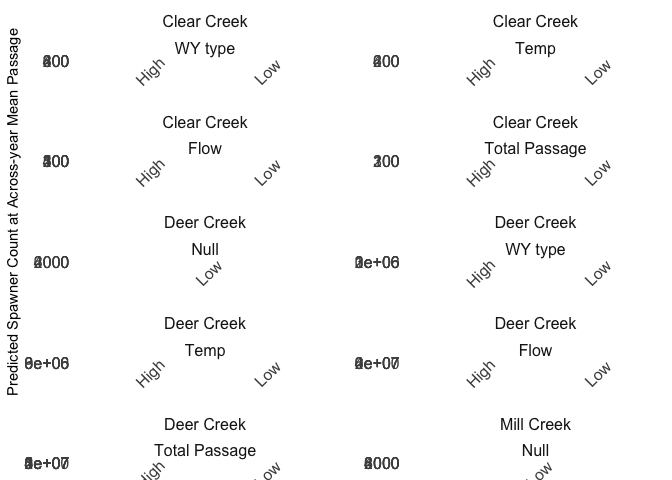 Predicted Spawner Count at Across-year Mean Passage
Clear Creek
WY type
High
Low
Clear Creek
Temp
High
Low
Clear Creek
Flow
High
Low
Clear Creek
Total Passage
High
Low
Deer Creek
Null
Low
Deer Creek
WY type
High
Low
Deer Creek
Temp
High
Low
Deer Creek
Flow
High
Low
Deer Creek
Total Passage
Mill Creek
Null